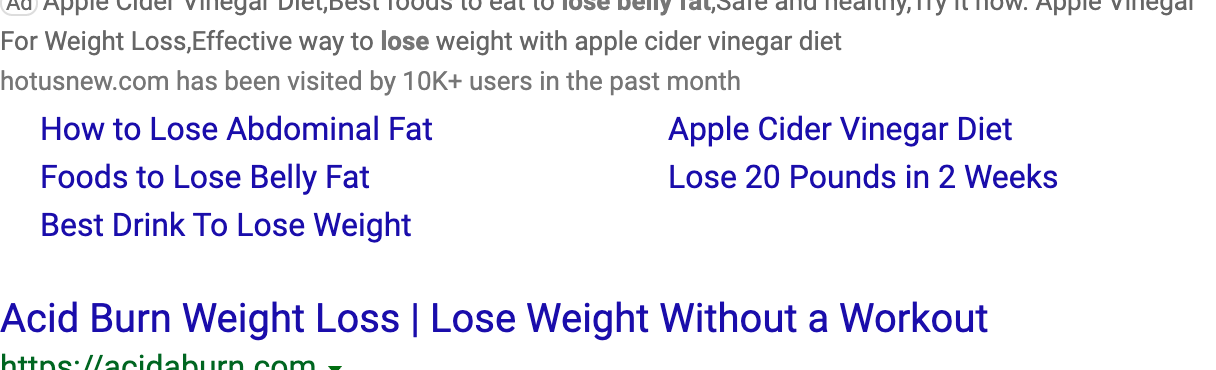 Ad Apple Cider Vinegar Diet,Best foods to eat to lose belly fat,Safe and healthy,Try it now. Apple Vinegar
For Weight Loss,Effective way to lose weight with apple cider vinegar diet
hotusnew.com has been visited by 10K+ users in the past month
How to Lose Abdominal Fat
Apple Cider Vinegar Diet
Foods to Lose Belly Fat
Lose 20 Pounds in 2 Weeks
Best Drink To Lose Weight
Acid Burn Weight Loss | Lose Weight Without a Workout
https://acidaburn.com